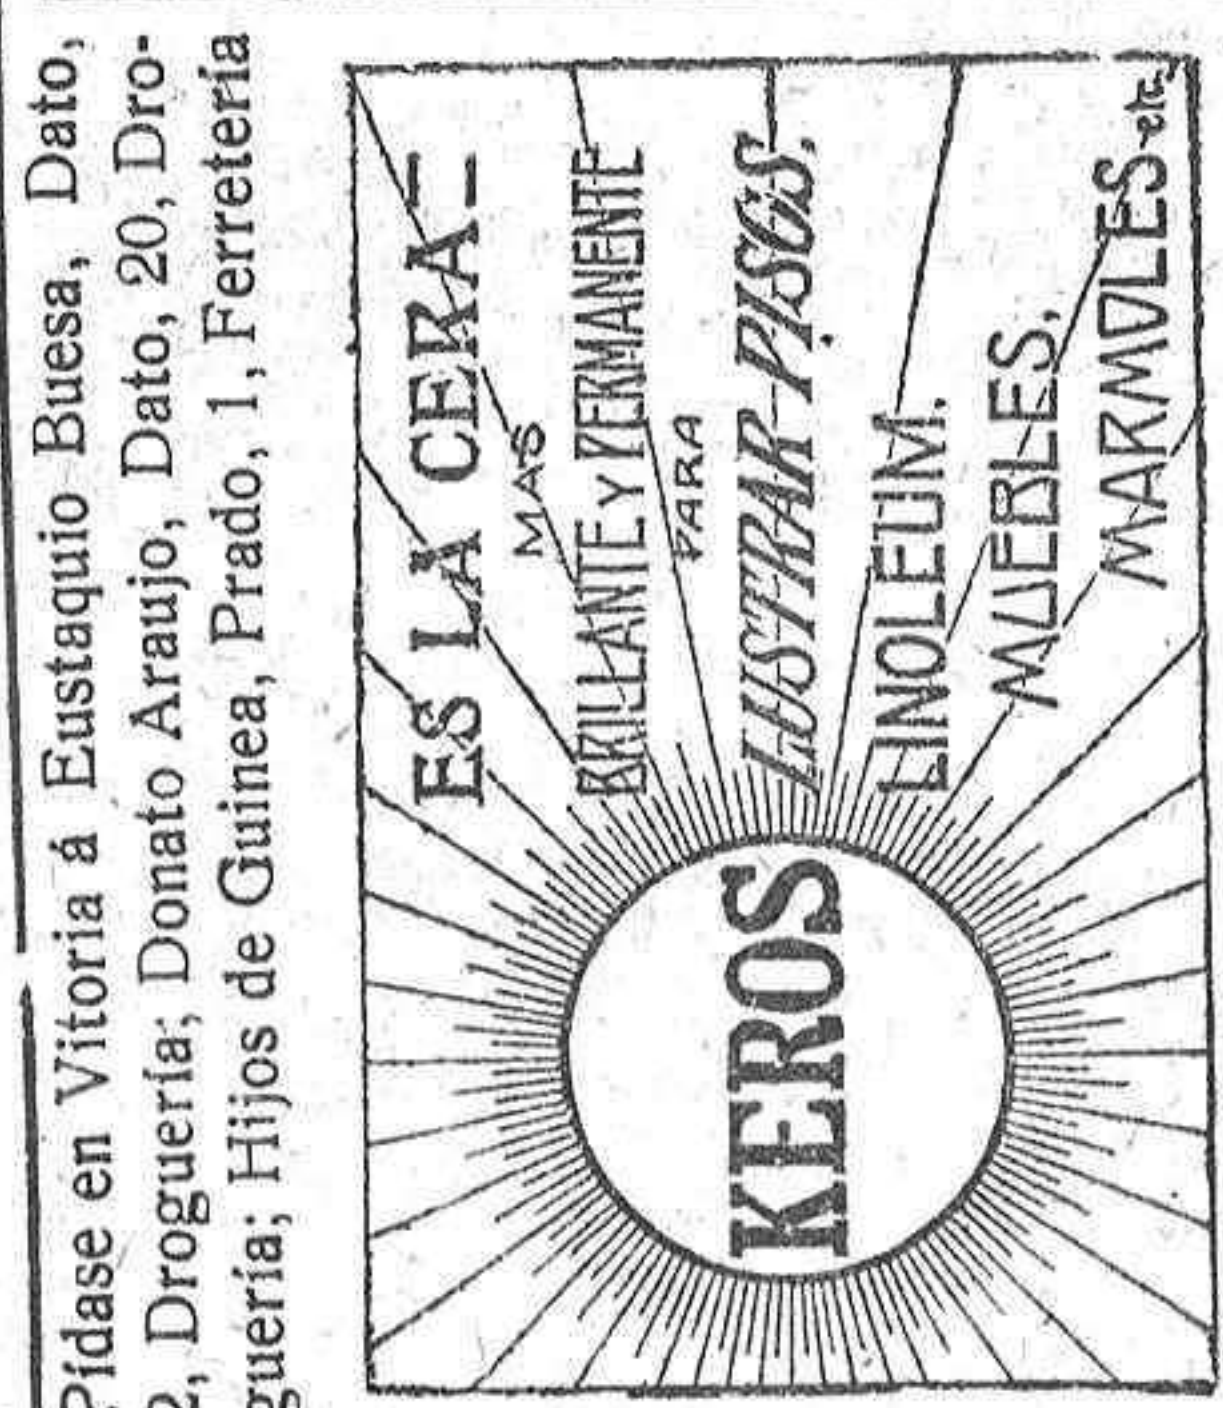 Pídase en Vitoria á Eustaquio Buesa, Dato,
2, Droguería; Donato Araujo, Dato, 20, Dro-
guería; Hijos de Guinea, Prado, 1, Ferretería
KEROS
ES LA CERA
MAS
BRILLANTE Y PERMANENTE
PARA
LUSTRAR PISOS,
LINOLEUM.
MUEBLES,
MARMOLES etc.